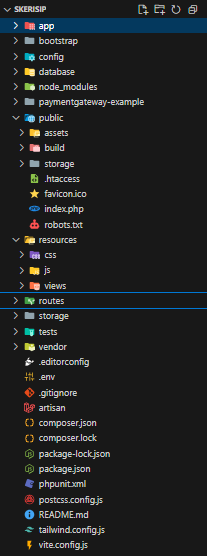 SKERISIP
app
bootstrap
config
database
node_modules
paymentgateway-example
public
assets
build
storage
.htaccess
favicon.ico
index.php
robots.txt
resources
css
js
views
routes
storage
tests
vendor
.editorconfig
.env
.gitignore
artisan
composer.json
composer.lock
package-lock.json
package.json
phpunit.xml
postcss.config.js
README.md
tailwind.config.js
vite.config.js